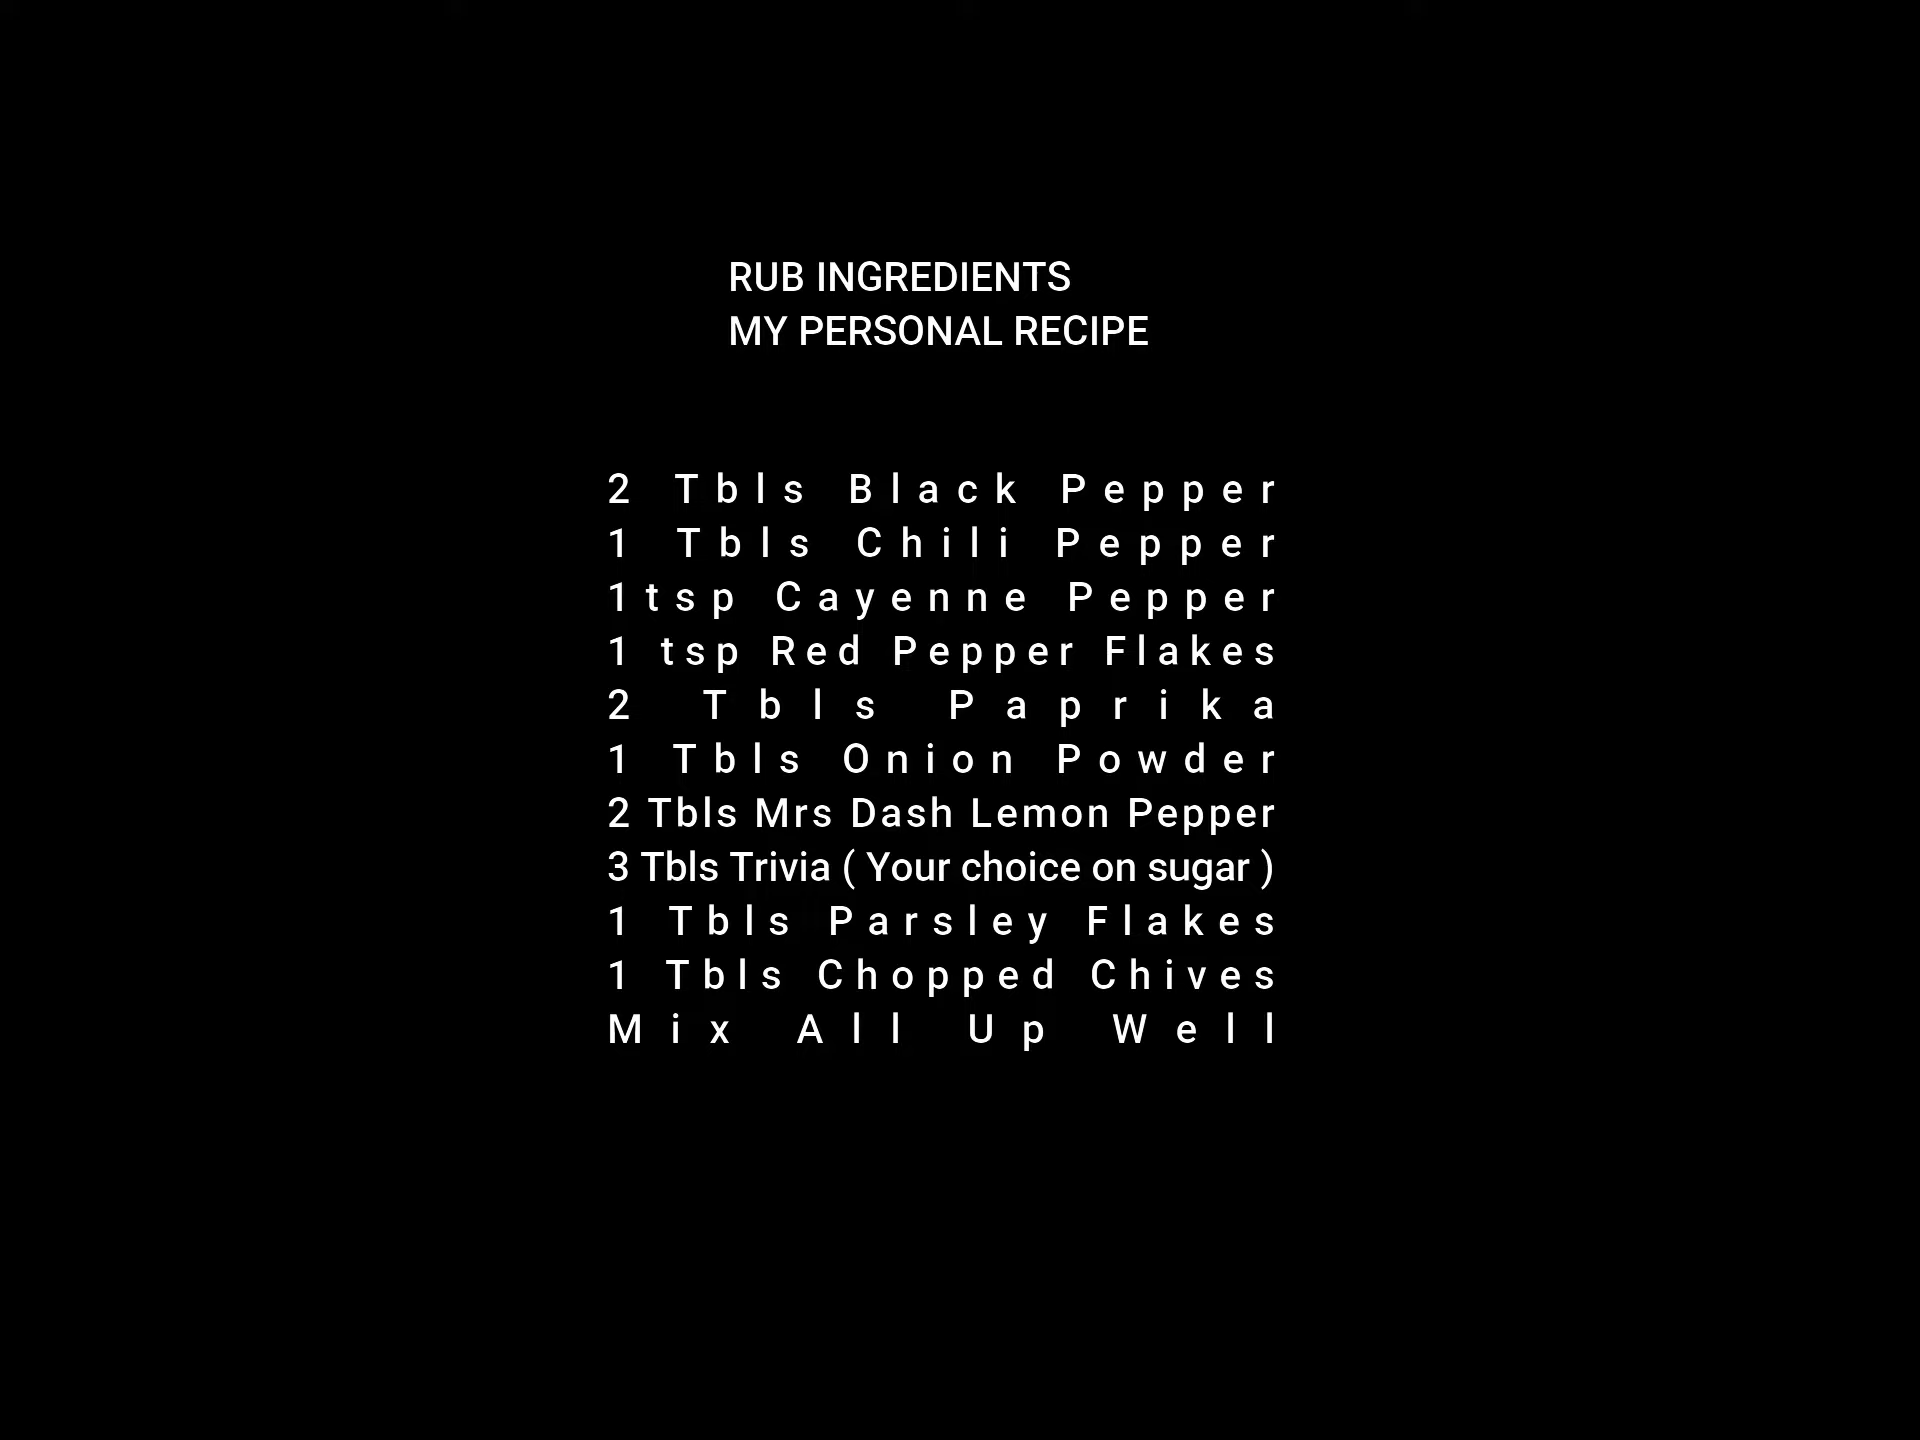 RUB INGREDIENTS
MY PERSONAL RECIPE
2 Tbls Black Pepper
1 Tbls Chili Pepper
1 tsp Cayenne Pepper
1 tsp Red Pepper Flakes
2 Tbls Paprika
1 Tbls Onion Powder
2 Tbls Mrs Dash Lemon Pepper
3 Tbls Trivia ( Your choice on sugar )
1 Tbls Parsley Flakes
1 Tbls Chopped Chives
Mix All Up Well